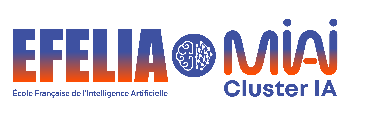 EFELIA MIAI
École Française de l'Intelligence Artificielle
Cluster IA